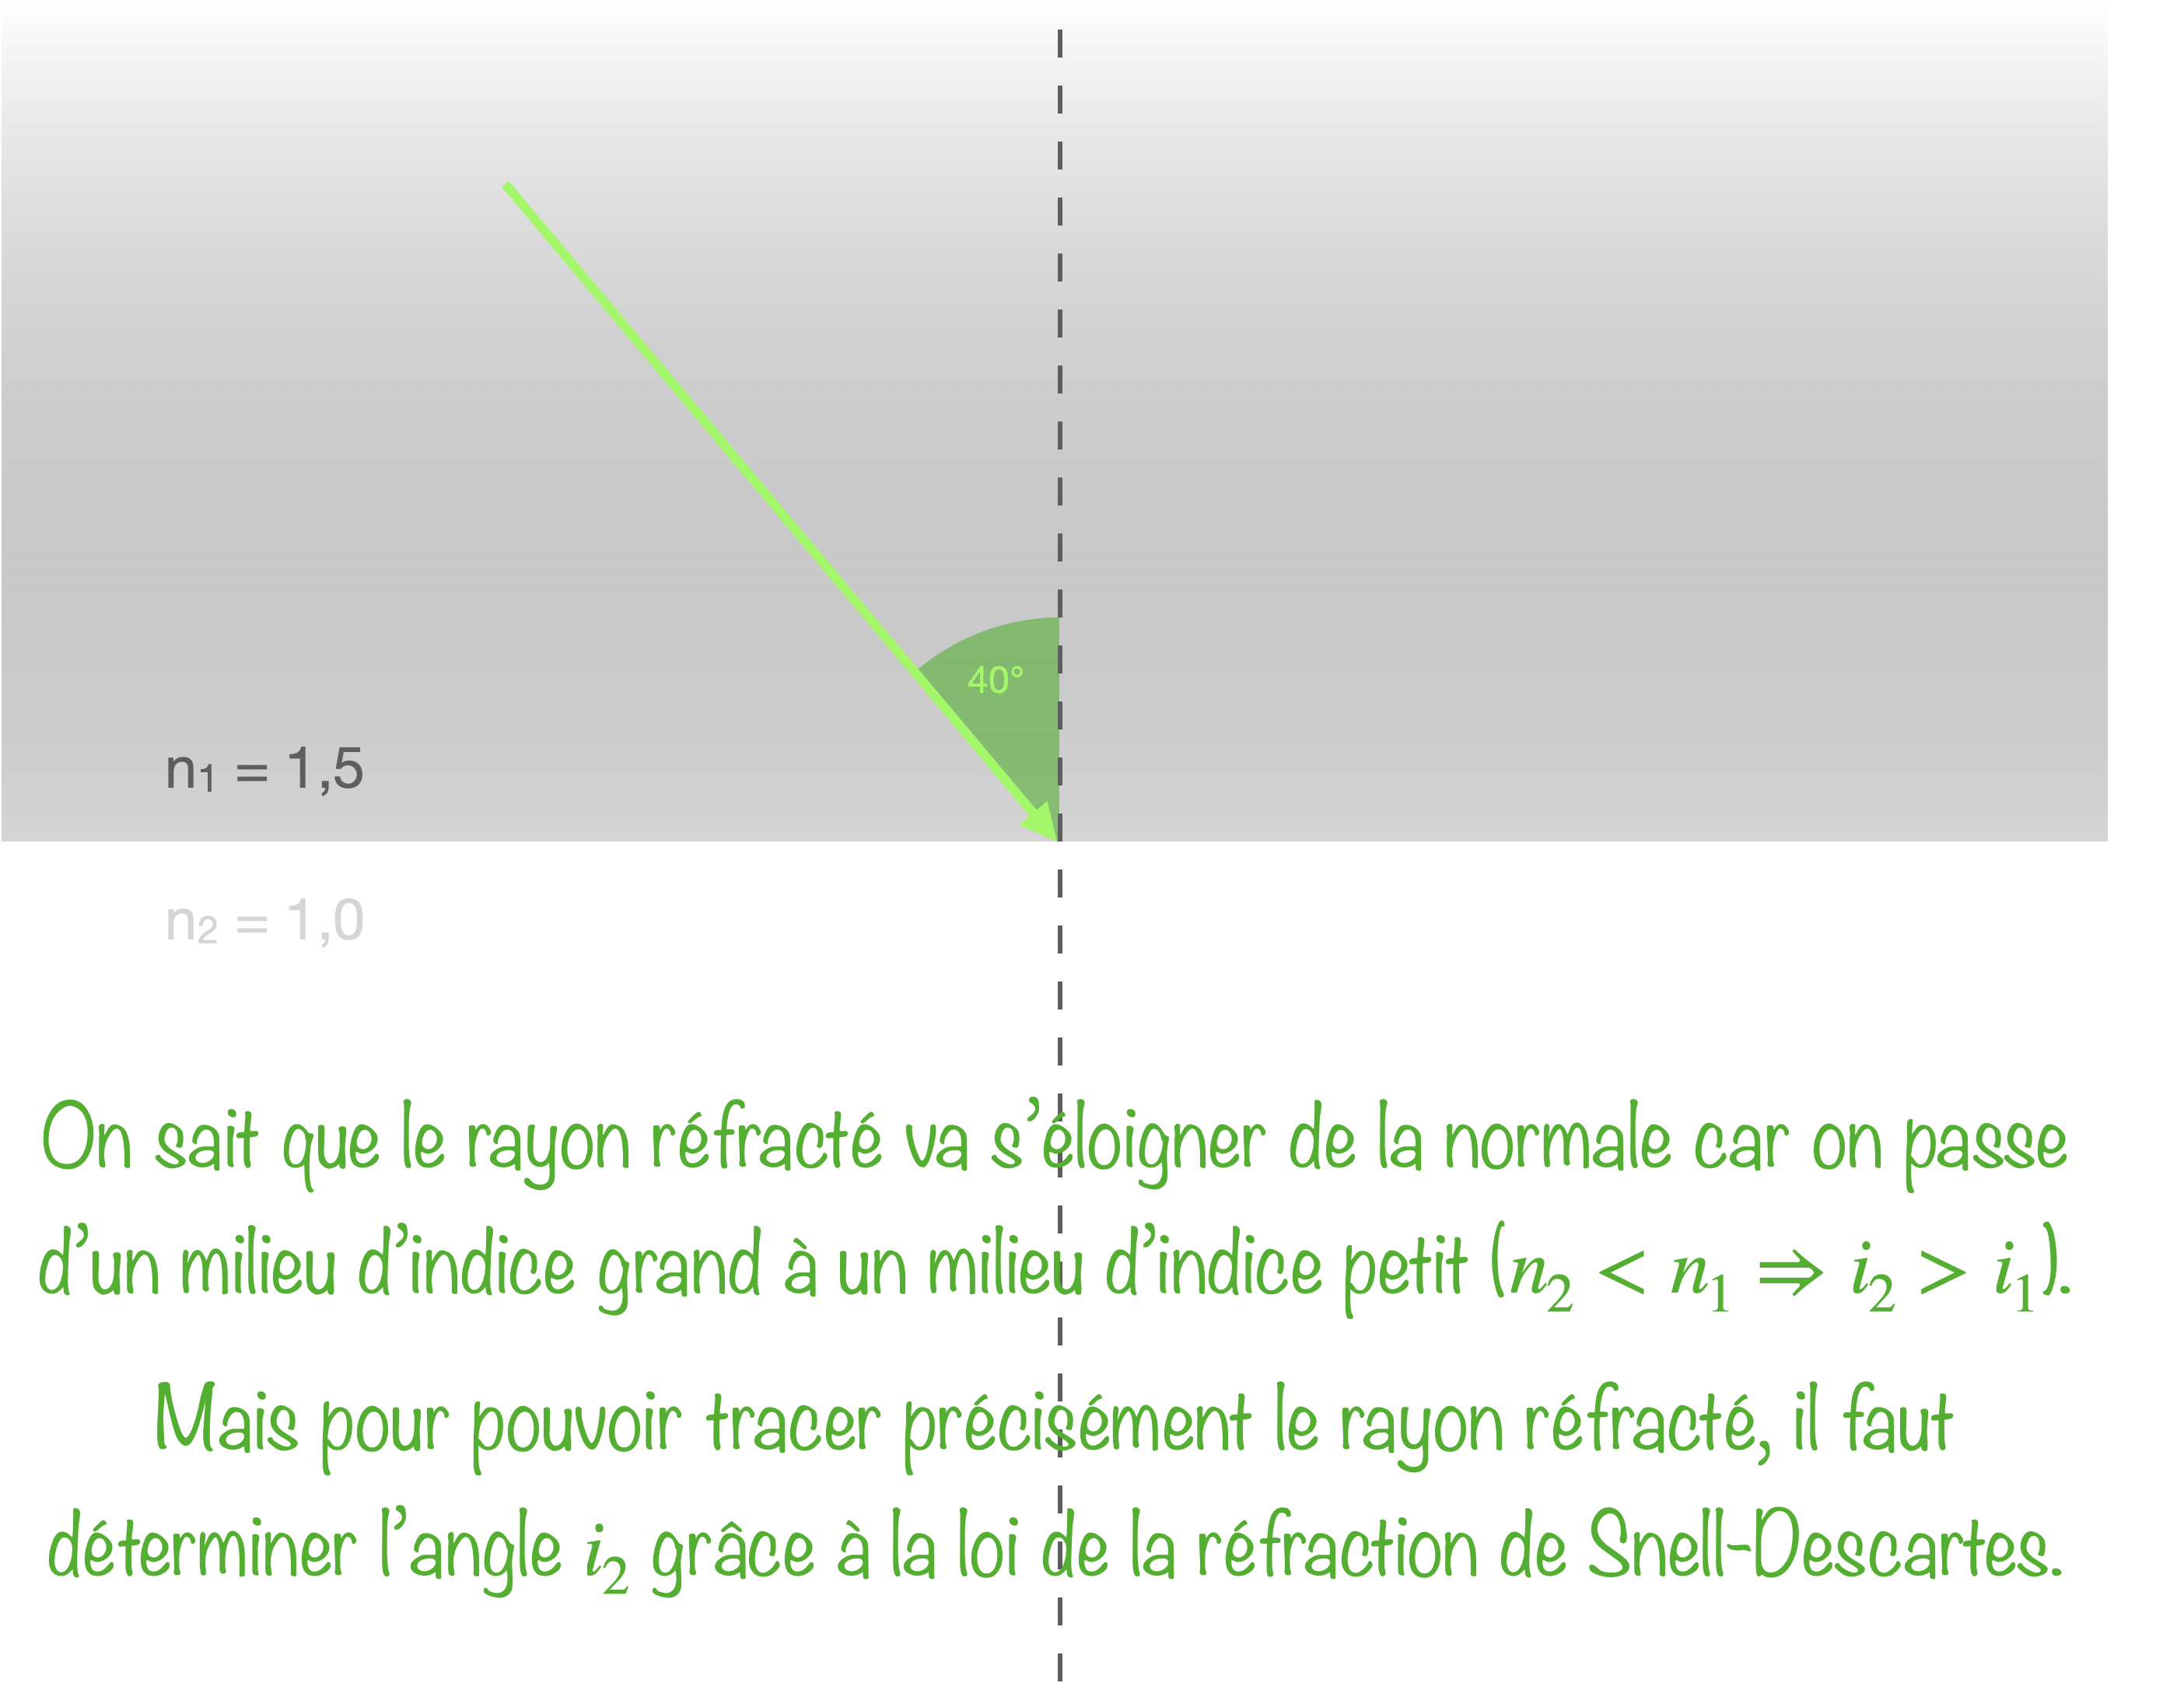 40°
n₁ = 1,5
n₂ = 1,0
On sait que le rayon réfracté va s’éloigner de la normale car on passe
d’un milieu d’indice grand à un milieu d’indice petit (n₂ < n₁ ⇒ i₂ > i₁).
Mais pour pouvoir tracer précisément le rayon réfracté, il faut
déterminer l’angle i₂ grâce à la loi de la réfraction de Snell-Descartes.